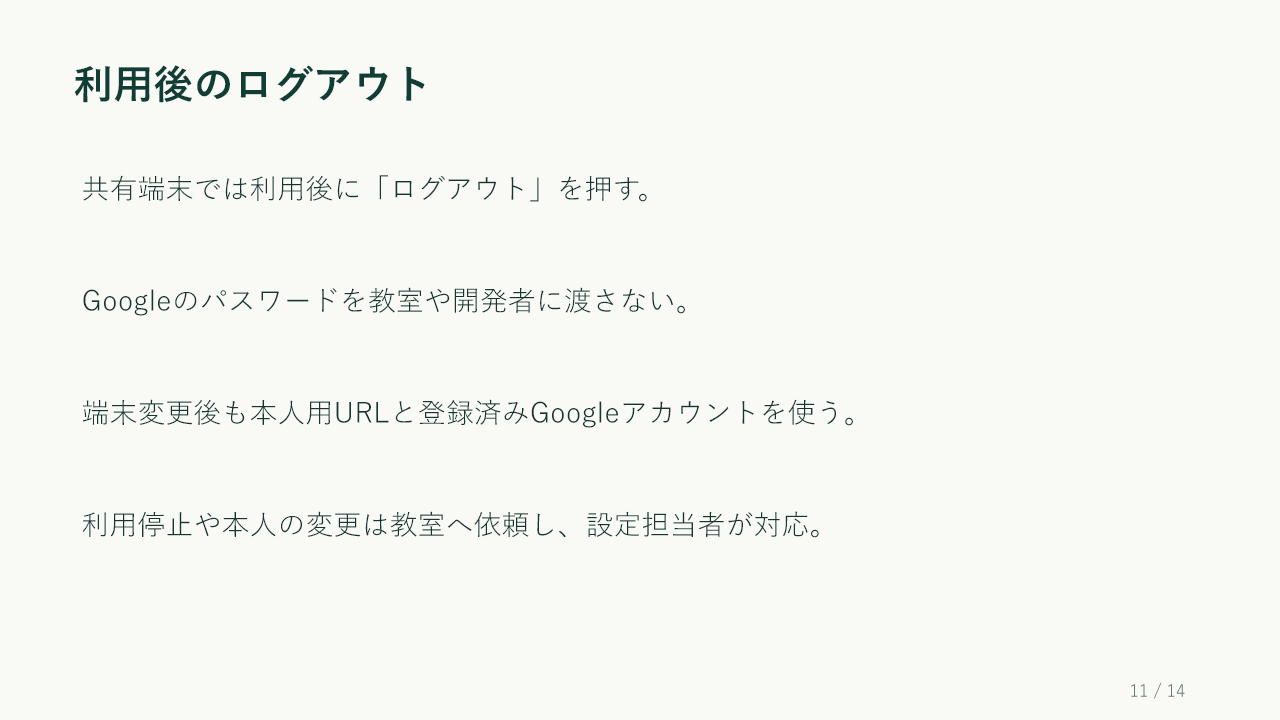 利用後のログアウト
共有端末では利用後に「ログアウト」を押す。
Googleのパスワードを教室や開発者に渡さない。
端末変更後も本人用URLと登録済みGoogleアカウントを使う。
利用停止や本人の変更は教室へ依頼し、設定担当者が対応。
11 / 14